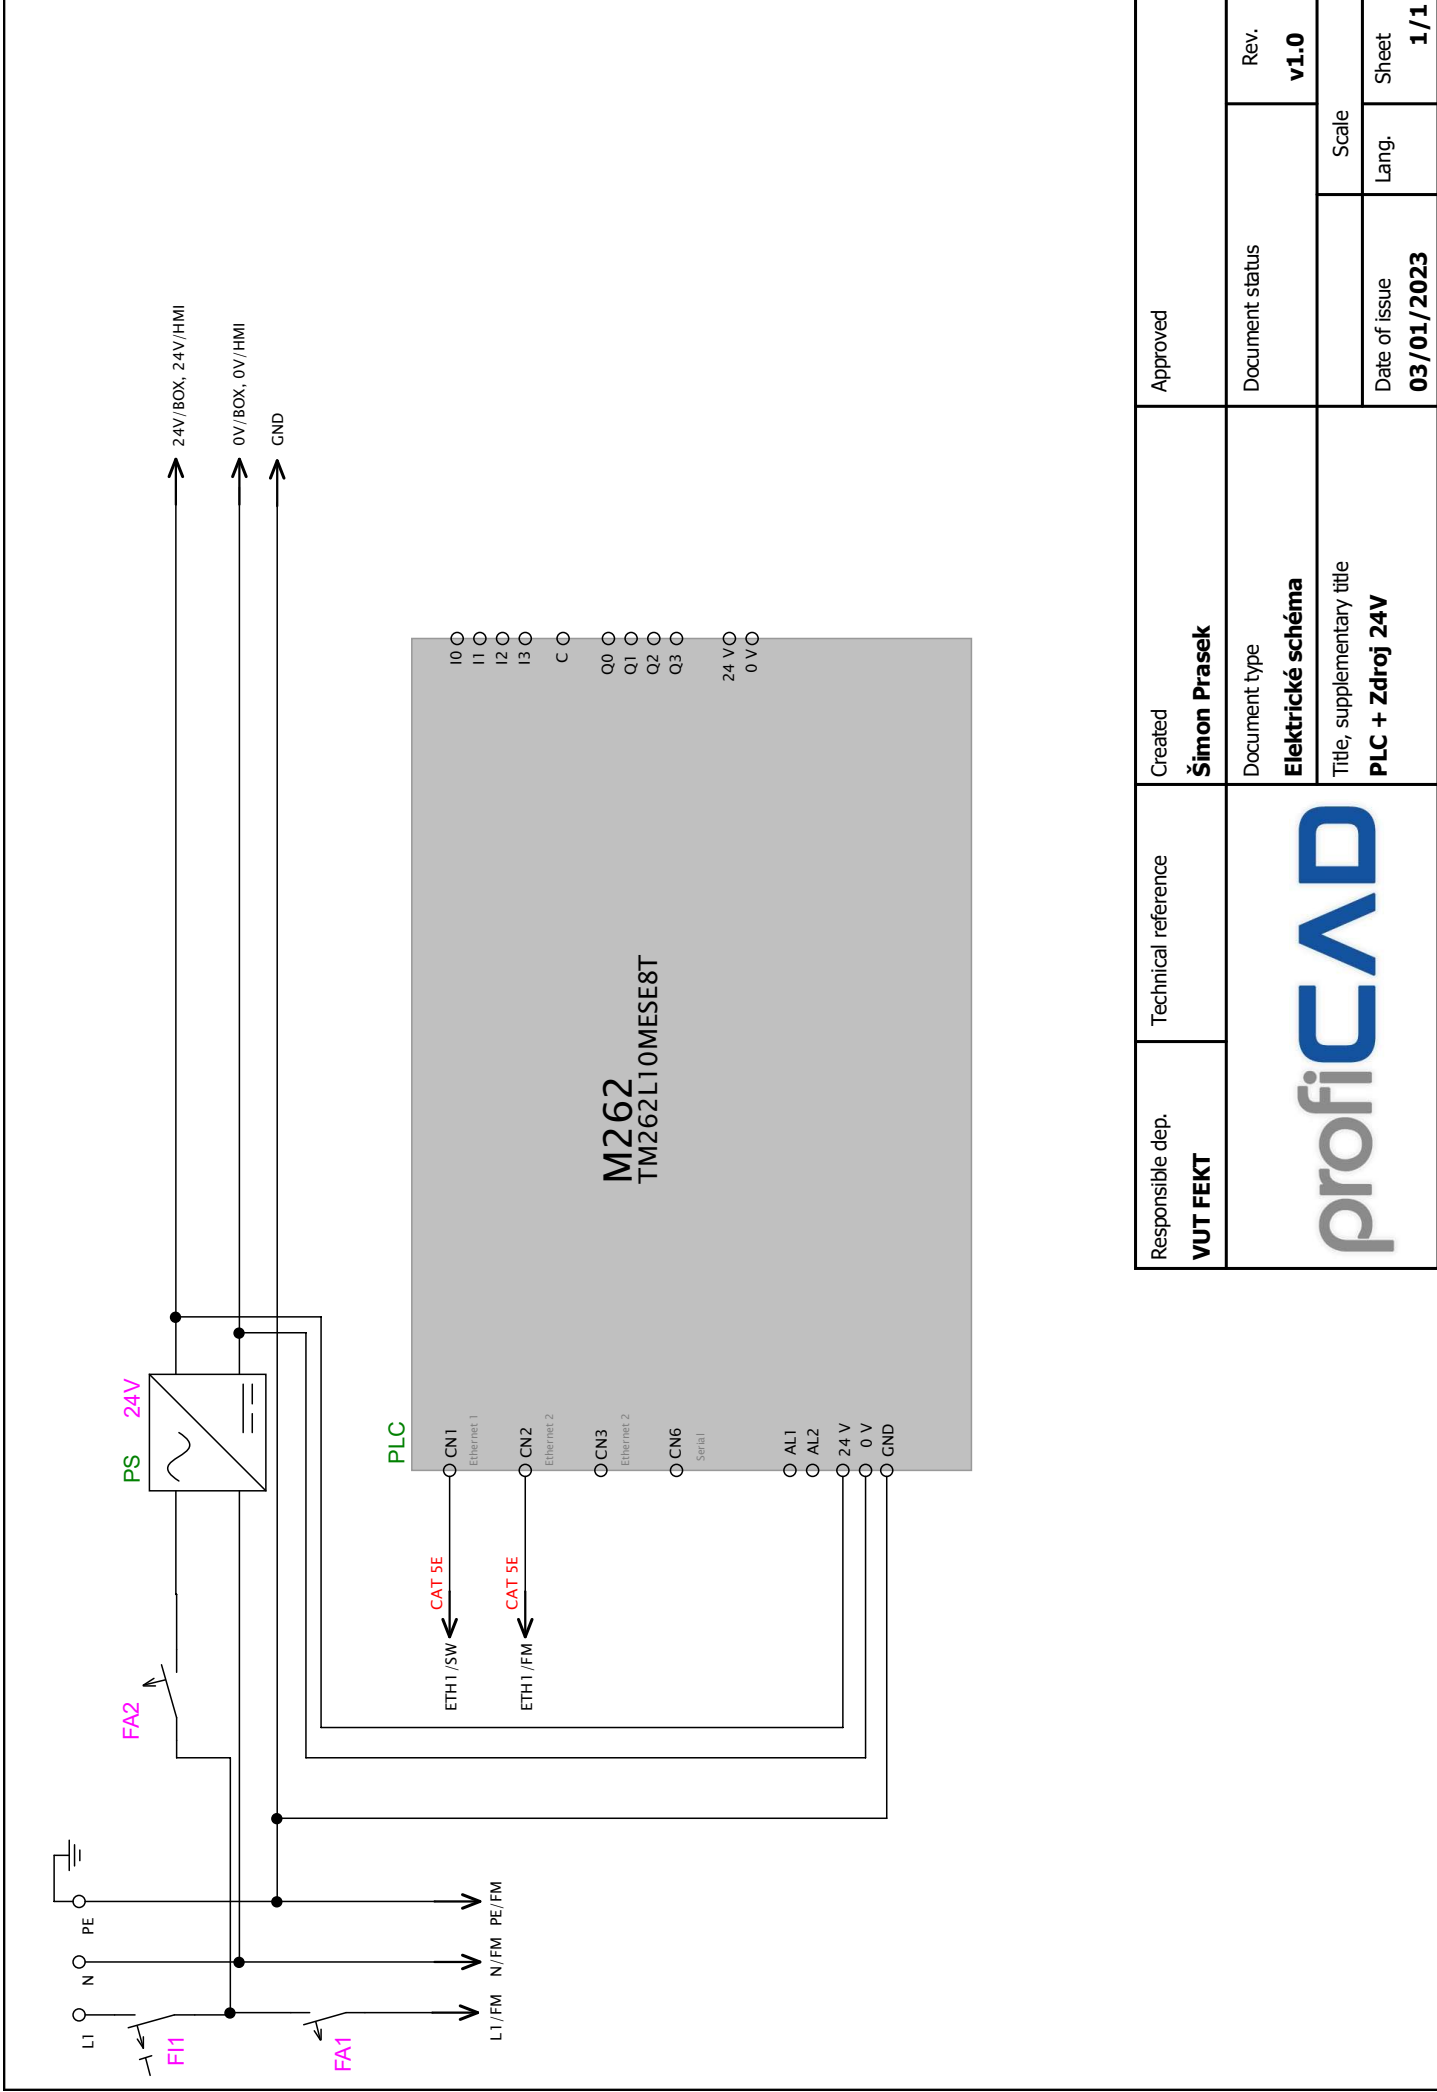 L1
N
PE
FI1
FA1
FA2
L1/FM
N/FM
PE/FM
PS
24V
24V/BOX, 24V/HMI
0V/BOX, 0V/HMI
GND
PLC
CAT 5E
ETH1/SW
CAT 5E
ETH1/FM
CN1
Ethernet 1
CN2
Ethernet 2
CN3
Ethernet 2
CN6
Serial
AL1
AL2
24 V
0 V
GND
M262
TM262L10MESE8T
I0
I1
I2
I3
C
Q0
Q1
Q2
Q3
24 V
0 V
Responsible dep.
VUT FEKT
Technical reference
Created
Šimon Prasek
Approved
profiCAD
Document type
Elektrické schéma
Document status
Rev.
v1.0
Title, supplementary title
PLC + Zdroj 24V
Scale
Date of issue
03/01/2023
Lang.
Sheet
1/1